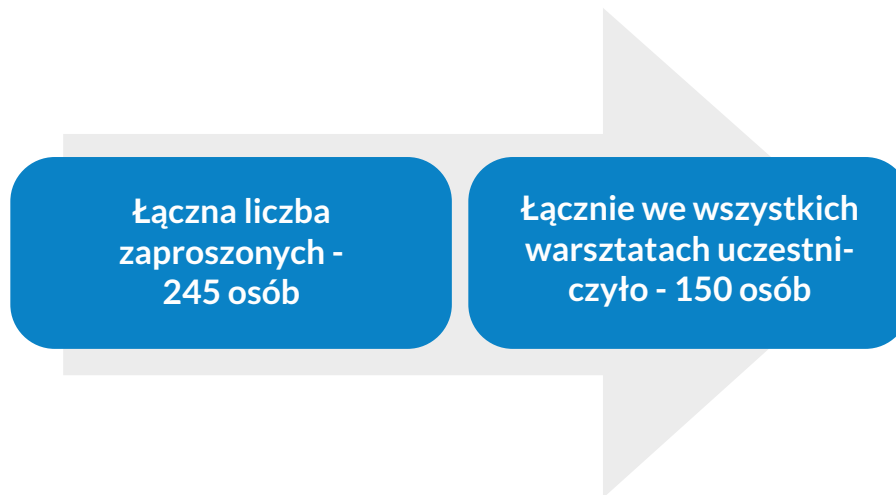 Łączna liczba
zaproszonych -
245 osób
Łącznie we wszystkich
warsztatach uczestni-
czyło - 150 osób